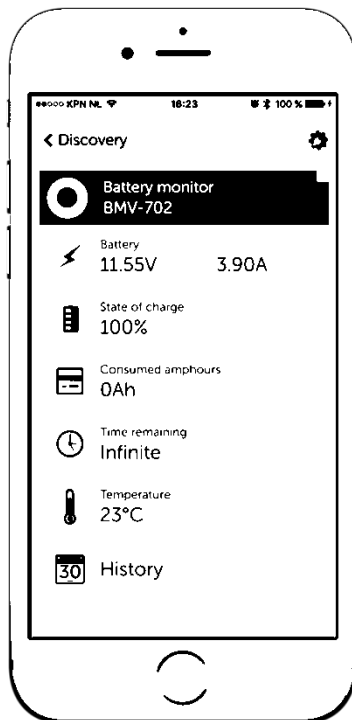 KPN NL 16:23 100 %
Discovery
Battery monitor
BMV-702
Battery
11.55V 3.90A
State of charge
100%
Consumed amphours
0Ah
Time remaining
Infinite
Temperature
23°C
30 History